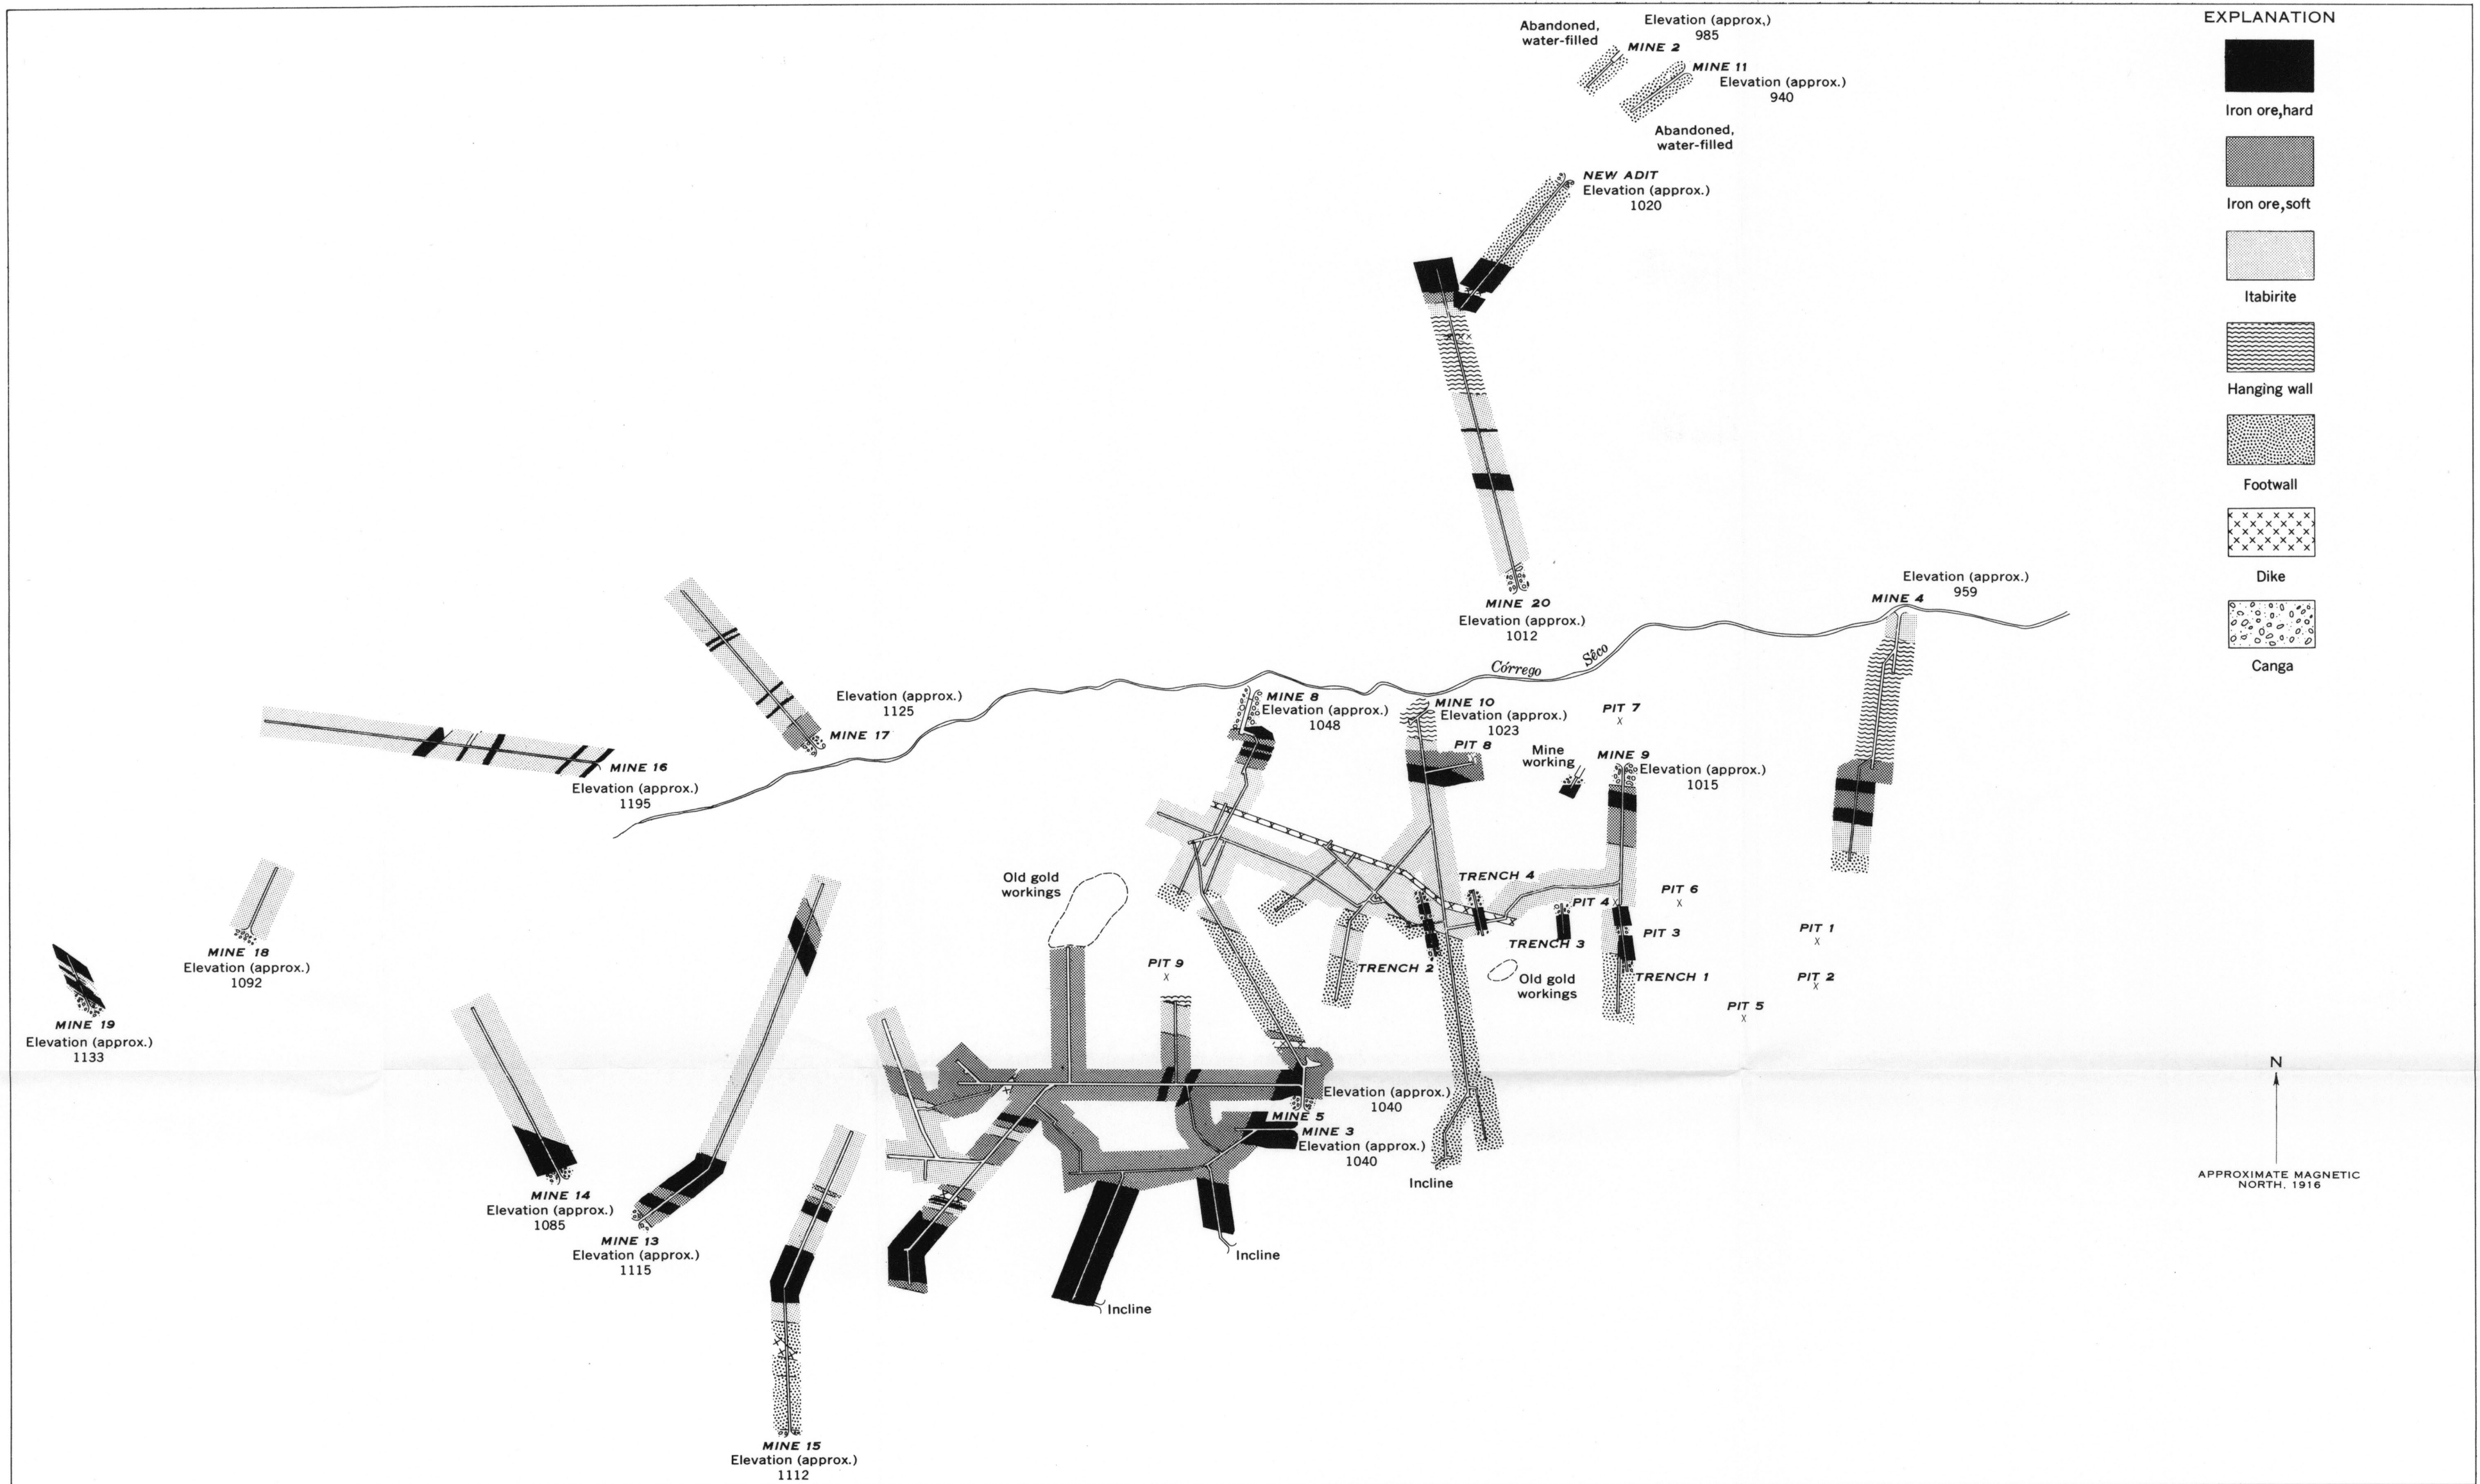 Abandoned,
water-filled
Elevation (approx,)
985
MINE 2
MINE 11
Elevation (approx.)
940
Abandoned,
water-filled
NEW ADIT
Elevation (approx.)
1020
EXPLANATION
Iron ore,hard
Iron ore,soft
Itabirite
Hanging wall
Footwall
Dike
Canga
MINE 20
Elevation (approx.)
1012
Elevation (approx.)
959
MINE 4
Córrego Sêco
Elevation (approx.)
1125
MINE 17
MINE 16
Elevation (approx.)
1195
MINE 8
Elevation (approx.)
1048
MINE 10
Elevation (approx.)
1023
PIT 8
PIT 7
X
Mine
working
MINE 9
Elevation (approx.)
1015
Old gold
workings
TRENCH 4
PIT 4 X
PIT 6
X
TRENCH 3
PIT 3
PIT 1
X
TRENCH 2
TRENCH 1
PIT 2
X
PIT 5
X
Old gold
workings
PIT 9
X
MINE 18
Elevation (approx.)
1092
MINE 19
Elevation (approx.)
1133
Elevation (approx.)
1040
MINE 5
MINE 3
Elevation (approx.)
1040
Incline
Incline
Incline
MINE 14
Elevation (approx.)
1085
MINE 13
Elevation (approx.)
1115
MINE 15
Elevation (approx.)
1112
N
APPROXIMATE MAGNETIC
NORTH, 1916